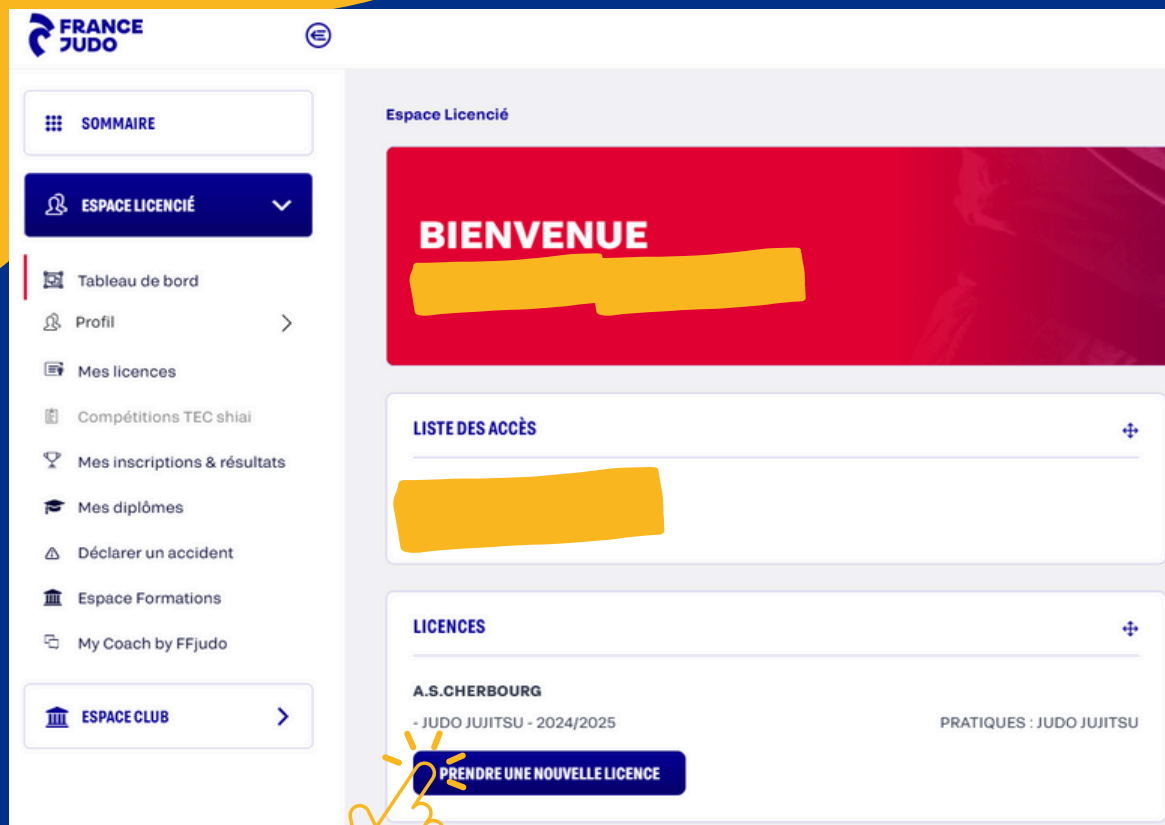 FRANCE
JUDO
SOMMAIRE
ESPACE LICENCIÉ
Tableau de bord
Profil
Mes licences
Compétitions TEC shiai
Mes inscriptions & résultats
Mes diplômes
Déclarer un accident
Espace Formations
My Coach by FFjudo
ESPACE CLUB
Espace Licencié
BIENVENUE
LISTE DES ACCÈS
LICENCES
A.S.CHERBOURG
- JUDO JUJITSU - 2024/2025
PRATIQUES : JUDO JUJITSU
PRENDRE UNE NOUVELLE LICENCE